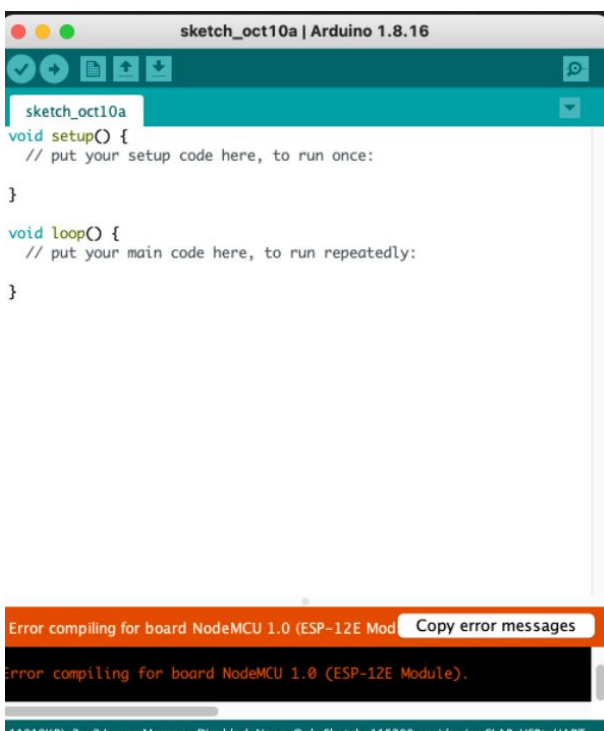 sketch_oct10a | Arduino 1.8.16
sketch_oct10a
void setup() {
// put your setup code here, to run once:
}
void loop() {
// put your main code here, to run repeatedly:
}
Error compiling for board NodeMCU 1.0 (ESP-12E Mod
Copy error messages
Error compiling for board NodeMCU 1.0 (ESP-12E Module).